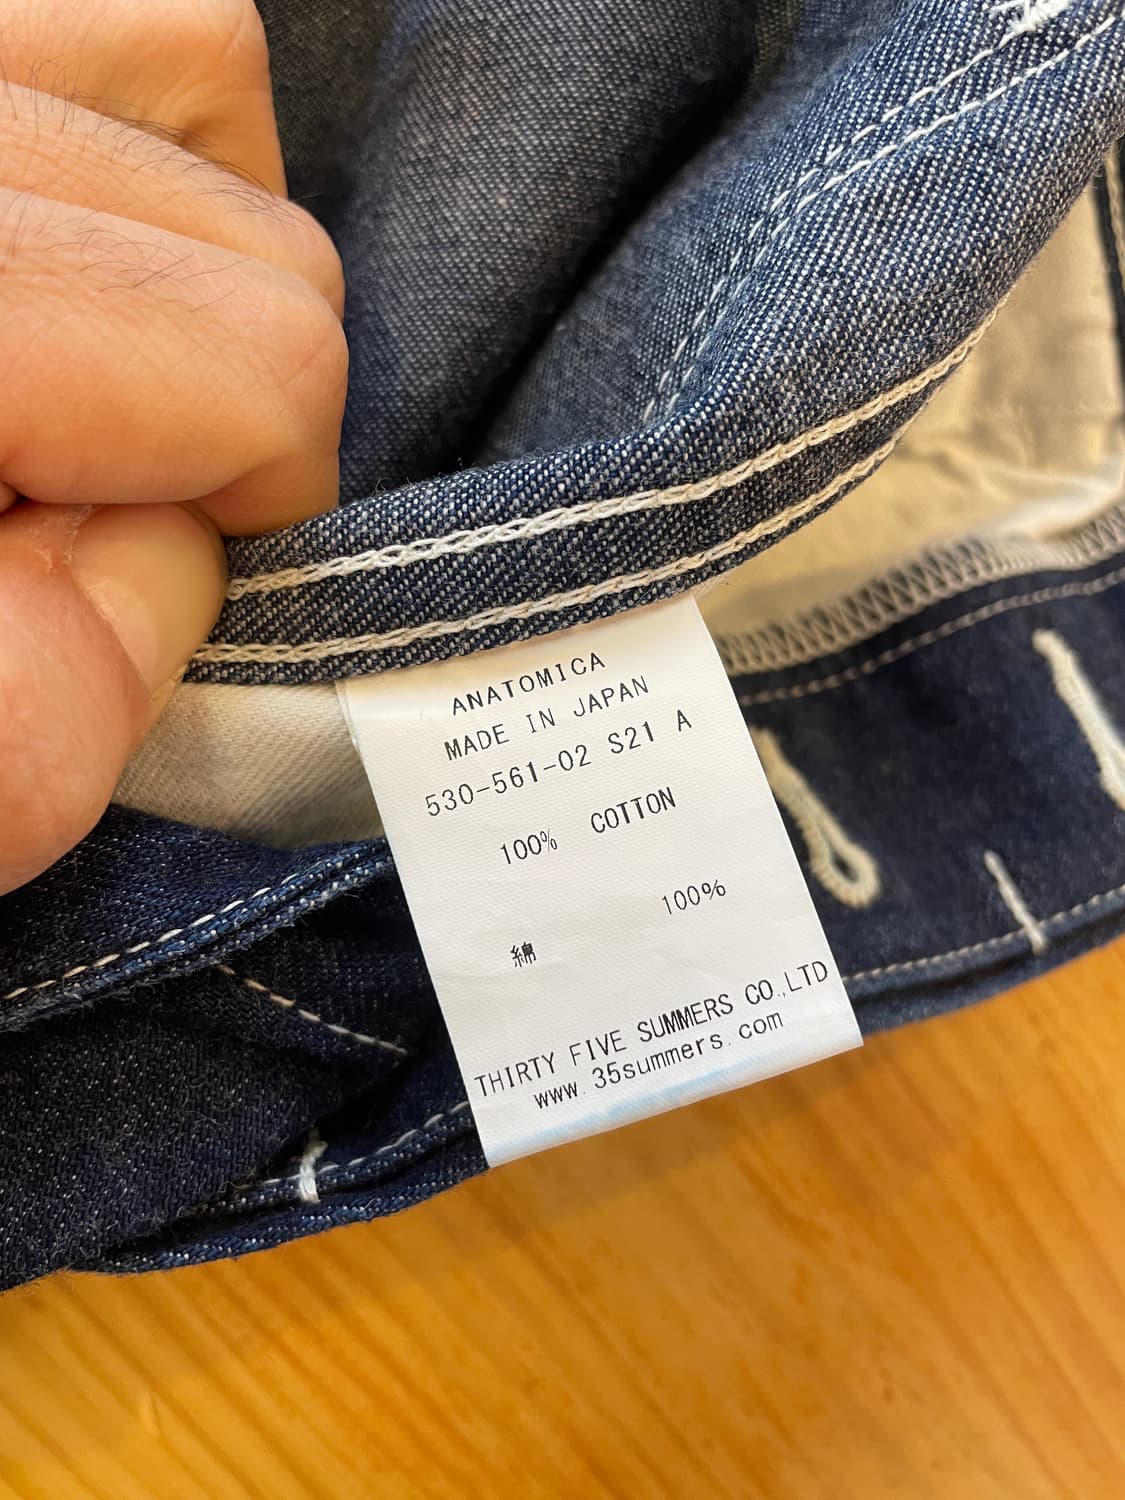 ANATOMICA
MADE IN JAPAN
530-561-02 S21 A
100% COTTON
綿 100%
THIRTY FIVE SUMMERS CO.,LTD
www.35summers.com